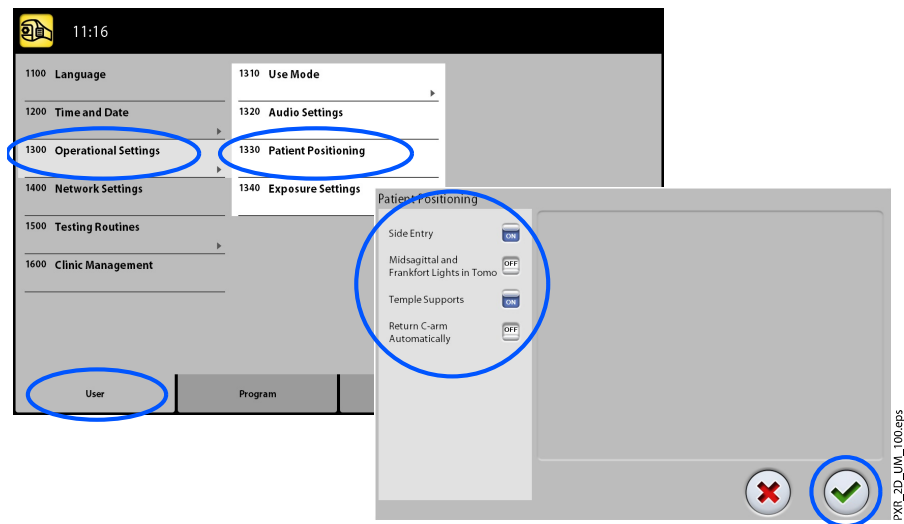 11:16
1100 Language
1200 Time and Date
1300 Operational Settings
1400 Network Settings
1500 Testing Routines
1600 Clinic Management
1310 Use Mode
1320 Audio Settings
1330 Patient Positioning
1340 Exposure Settings
User
Program
Patient Positioning
Side Entry
ON
Midsagittal and
Frankfort Lights in Tomo
OFF
Temple Supports
ON
Return C-arm
Automatically
OFF
PXR_2D_UM_100.eps